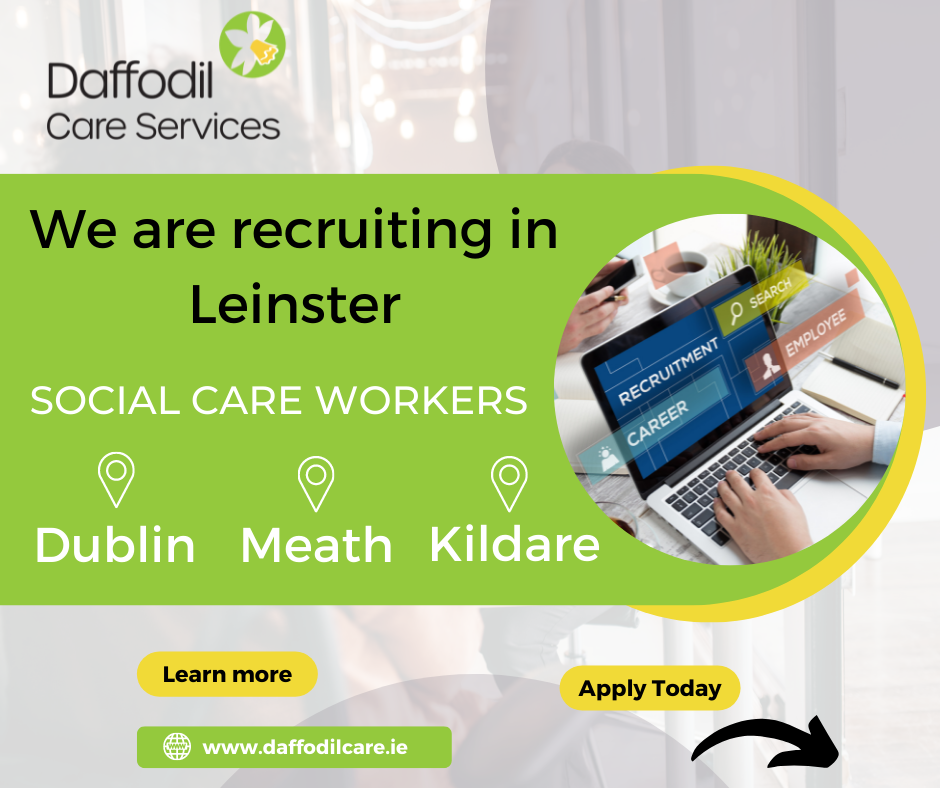 Daffodil
Care Services
We are recruiting in
Leinster
SOCIAL CARE WORKERS
Dublin Meath Kildare
SEARCH
EMPLOYEE
RECRUITMENT
CAREER
Learn more
Apply Today
www
www.daffodilcare.ie